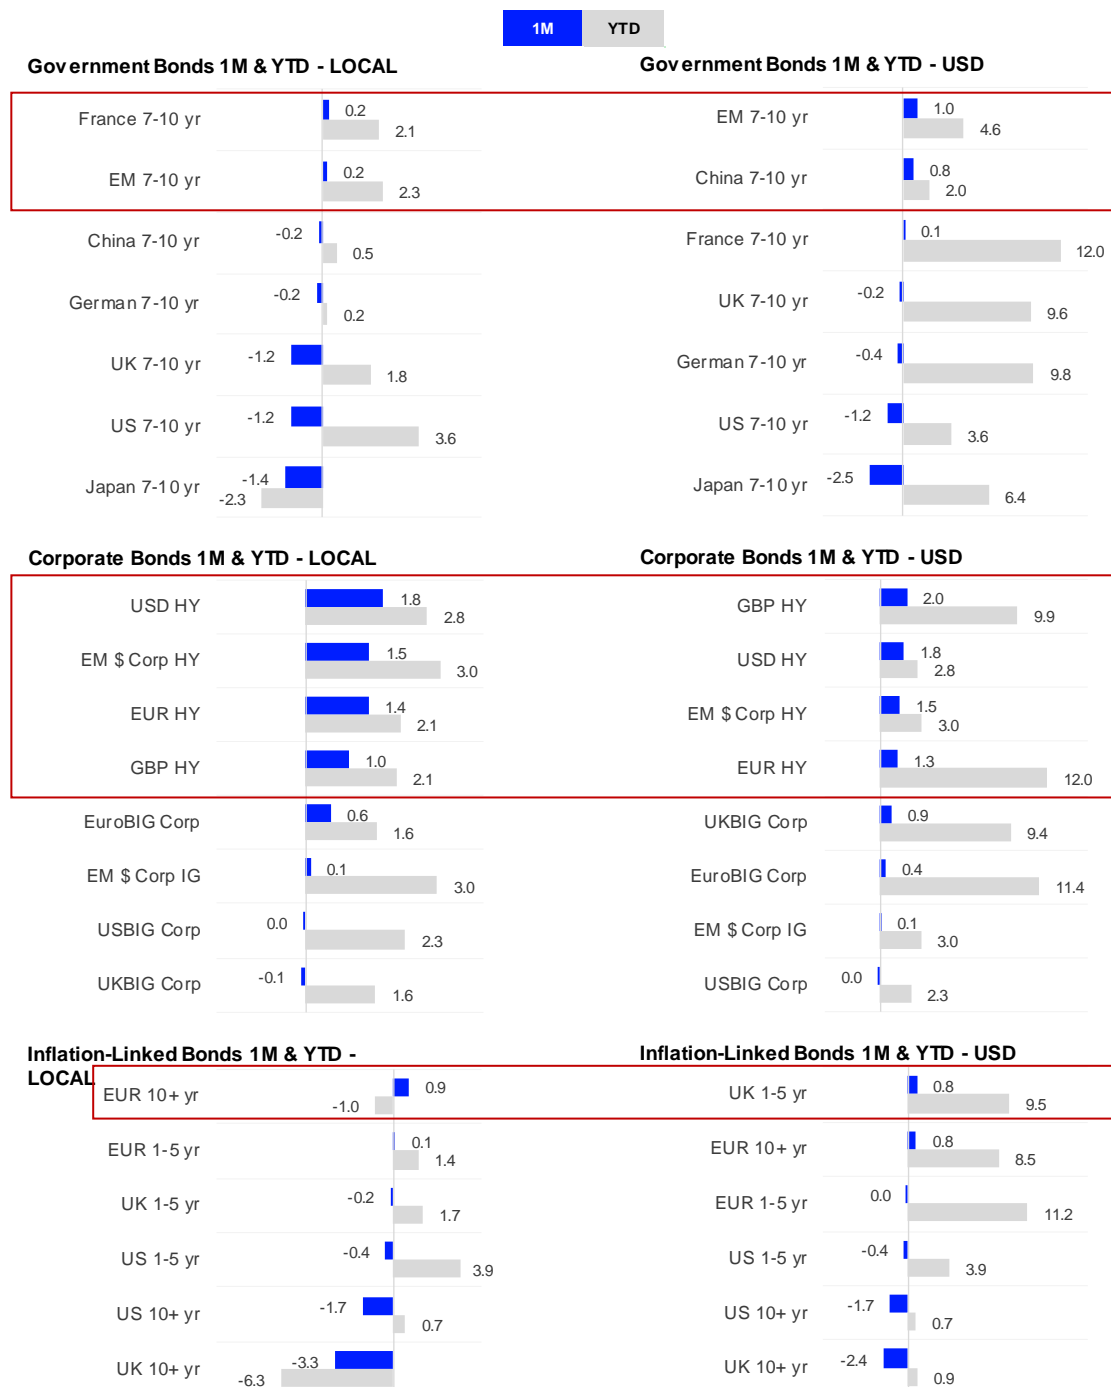 1M YTD
Government Bonds 1M & YTD - LOCAL
France 7-10 yr 0.2 2.1
EM 7-10 yr 0.2 2.3
China 7-10 yr -0.2 0.5
German 7-10 yr -0.2 0.2
UK 7-10 yr -1.2 1.8
US 7-10 yr -1.2 3.6
Japan 7-10 yr -1.4 -2.3
Government Bonds 1M & YTD - USD
EM 7-10 yr 1.0 4.6
China 7-10 yr 0.8 2.0
France 7-10 yr 0.1 12.0
UK 7-10 yr -0.2 9.6
German 7-10 yr -0.4 9.8
US 7-10 yr -1.2 3.6
Japan 7-10 yr -2.5 6.4
Corporate Bonds 1M & YTD - LOCAL
USD HY 1.8 2.8
EM $ Corp HY 1.5 3.0
EUR HY 1.4 2.1
GBP HY 1.0 2.1
EuroBIG Corp 0.6 1.6
EM $ Corp IG 0.1 3.0
USBIG Corp 0.0 2.3
UKBIG Corp -0.1 1.6
Corporate Bonds 1M & YTD - USD
GBP HY 2.0 9.9
USD HY 1.8 2.8
EM $ Corp HY 1.5 3.0
EUR HY 1.3 12.0
UKBIG Corp 0.9 9.4
EuroBIG Corp 0.4 11.4
EM $ Corp IG 0.1 3.0
USBIG Corp 0.0 2.3
Inflation-Linked Bonds 1M & YTD -
LOCAL
EUR 10+ yr 0.9 -1.0
EUR 1-5 yr 0.1 1.4
UK 1-5 yr -0.2 1.7
US 1-5 yr -0.4 3.9
US 10+ yr -1.7 0.7
UK 10+ yr -3.3 -6.3
Inflation-Linked Bonds 1M & YTD - USD
UK 1-5 yr 0.8 9.5
EUR 10+ yr 0.8 8.5
EUR 1-5 yr 0.0 11.2
US 1-5 yr -0.4 3.9
US 10+ yr -1.7 0.7
UK 10+ yr -2.4 0.9